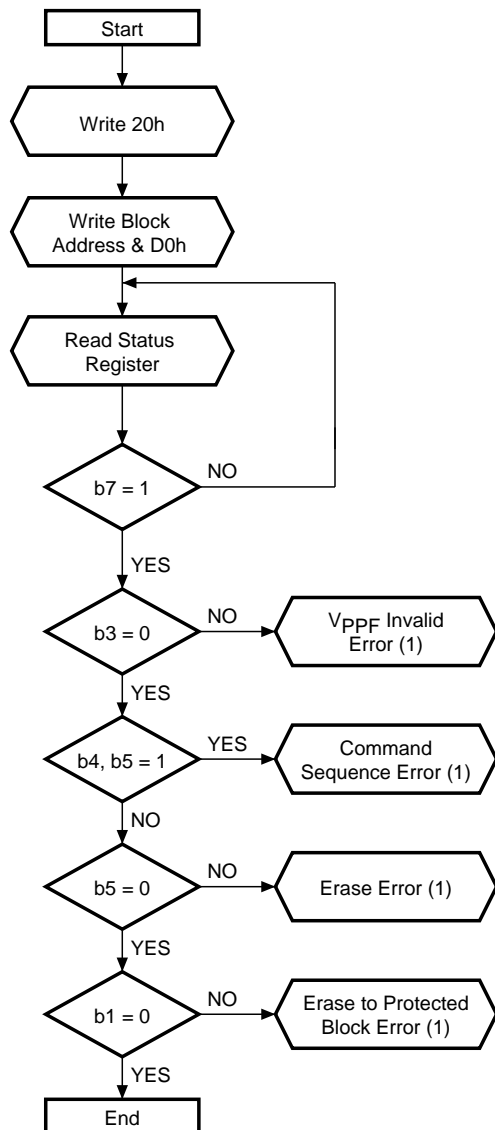 Start
Write 20h
Write Block
Address & D0h
Read Status
Register
b7 = 1
NO
YES
b3 = 0
NO
VPPF Invalid
Error (1)
YES
b4, b5 = 1
YES
Command
Sequence Error (1)
NO
b5 = 0
NO
Erase Error (1)
YES
b1 = 0
NO
Erase to Protected
Block Error (1)
YES
End